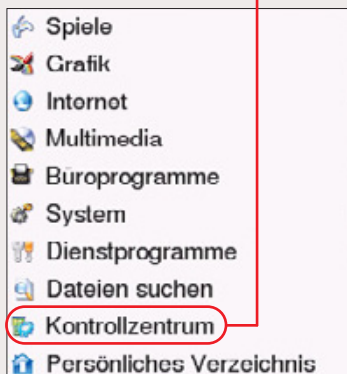 Spiele
Grafik
Internet
Multimedia
Büroprogramme
System
Dienstprogramme
Dateien suchen
Kontrollzentrum
Persönliches Verzeichnis